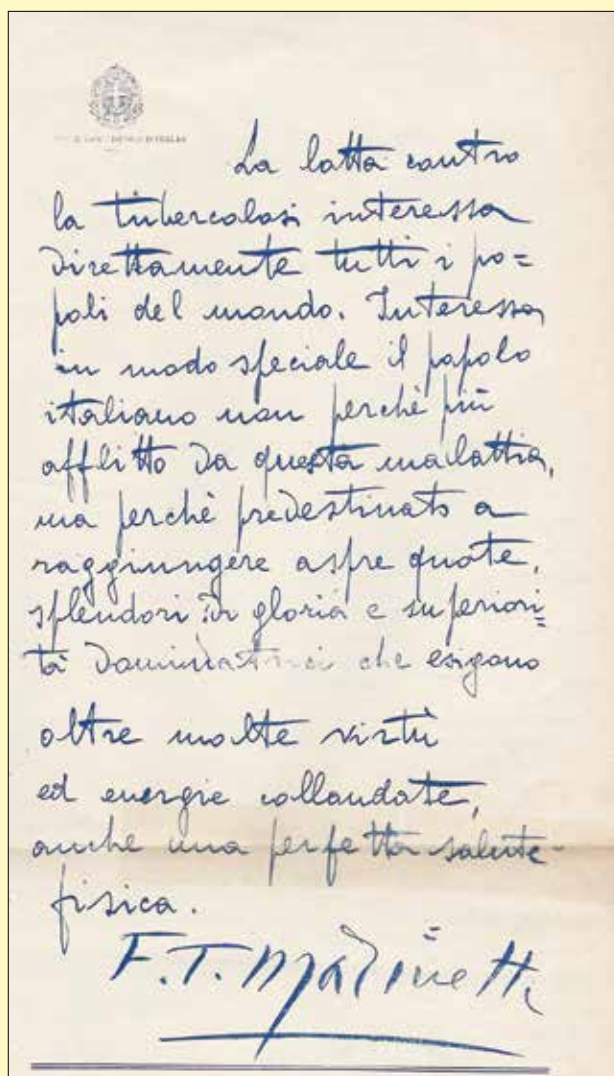 La lotta contro
la tubercolosi interessa
direttamente tutti i po=
poli del mondo. Interessa
in modo speciale il popolo
italiano non perchè più
afflitto da questa malattia,
ma perchè predestinato a
raggiungere aspre quote,
splendori di gloria e superiori=
tà dominatrici che esigono
oltre molte virtù
ed energie collaudate,
anche una perfetta salute
fisica.
F. T. Marinetti